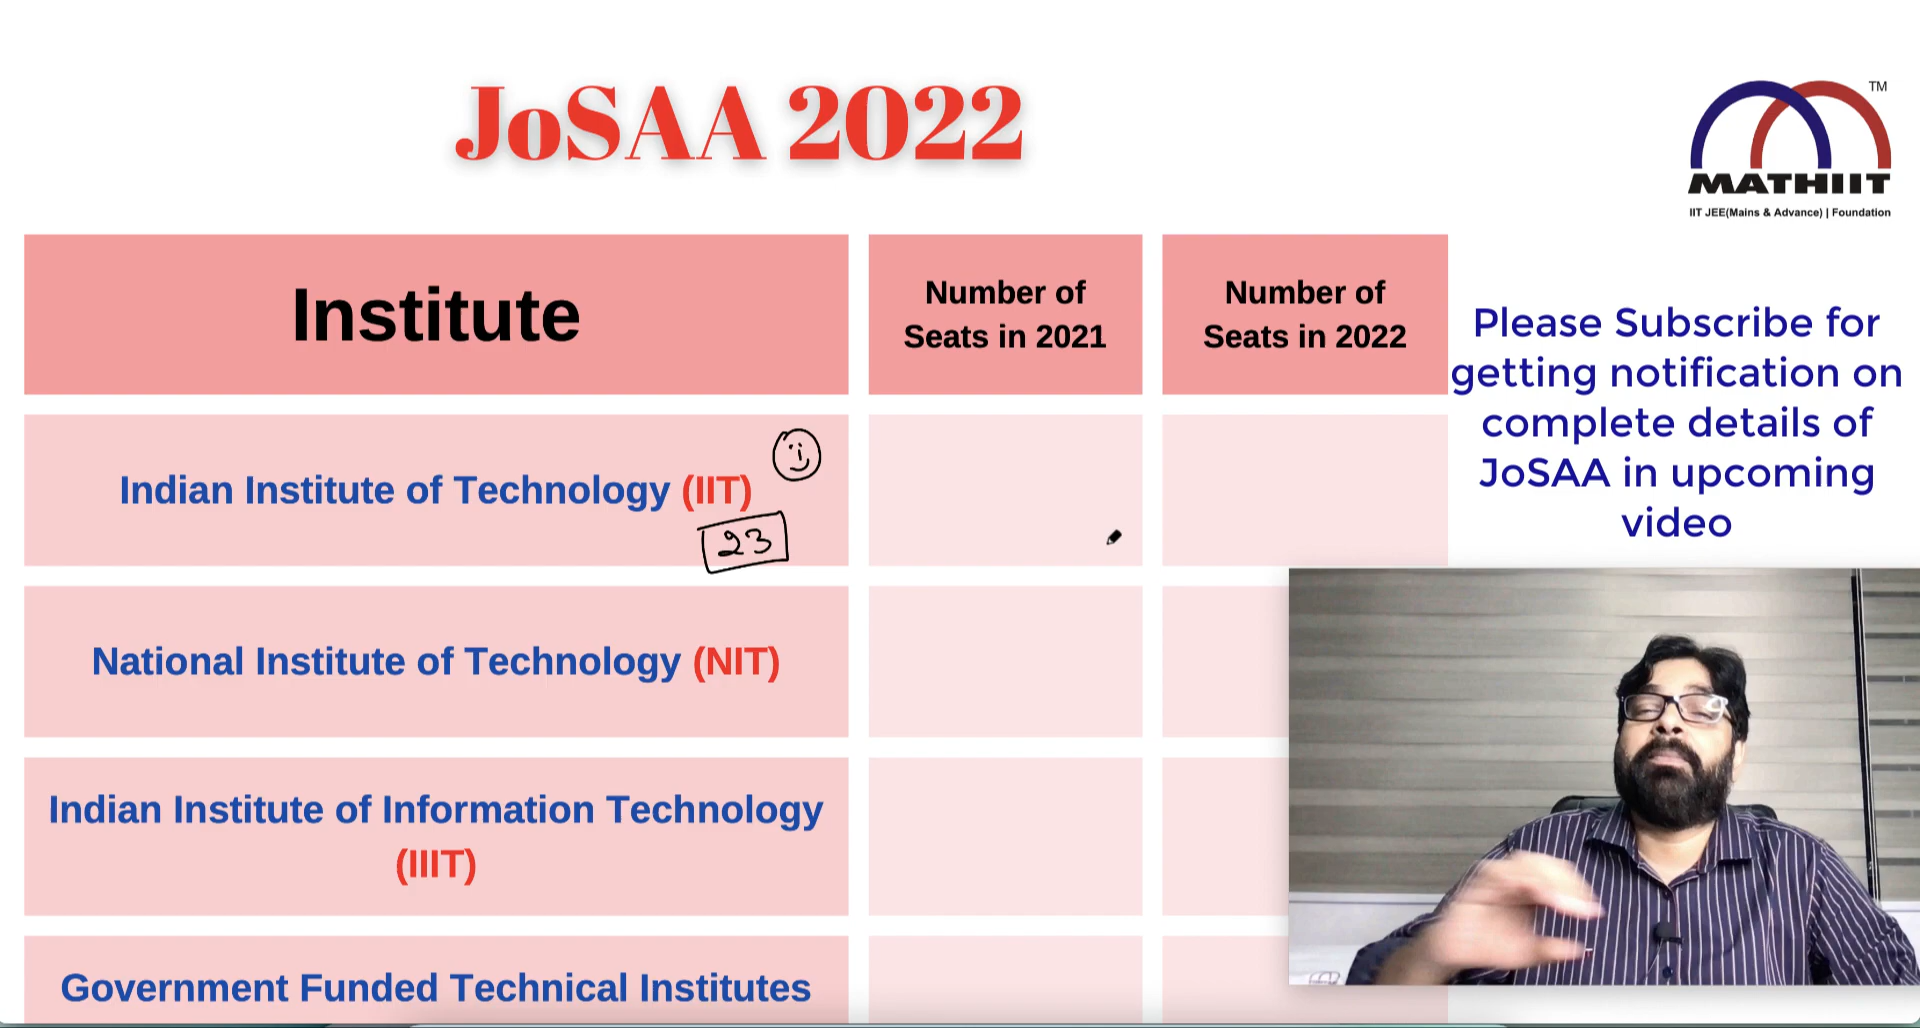 JoSAA 2022
TM
MATHIIT
IIT JEE(Mains & Advance) | Foundation
Institute
Number of
Seats in 2021
Number of
Seats in 2022
Please Subscribe for
getting notification on
complete details of
JoSAA in upcoming
video
Indian Institute of Technology (IIT)
23
National Institute of Technology (NIT)
Indian Institute of Information Technology
(IIIT)
Government Funded Technical Institutes